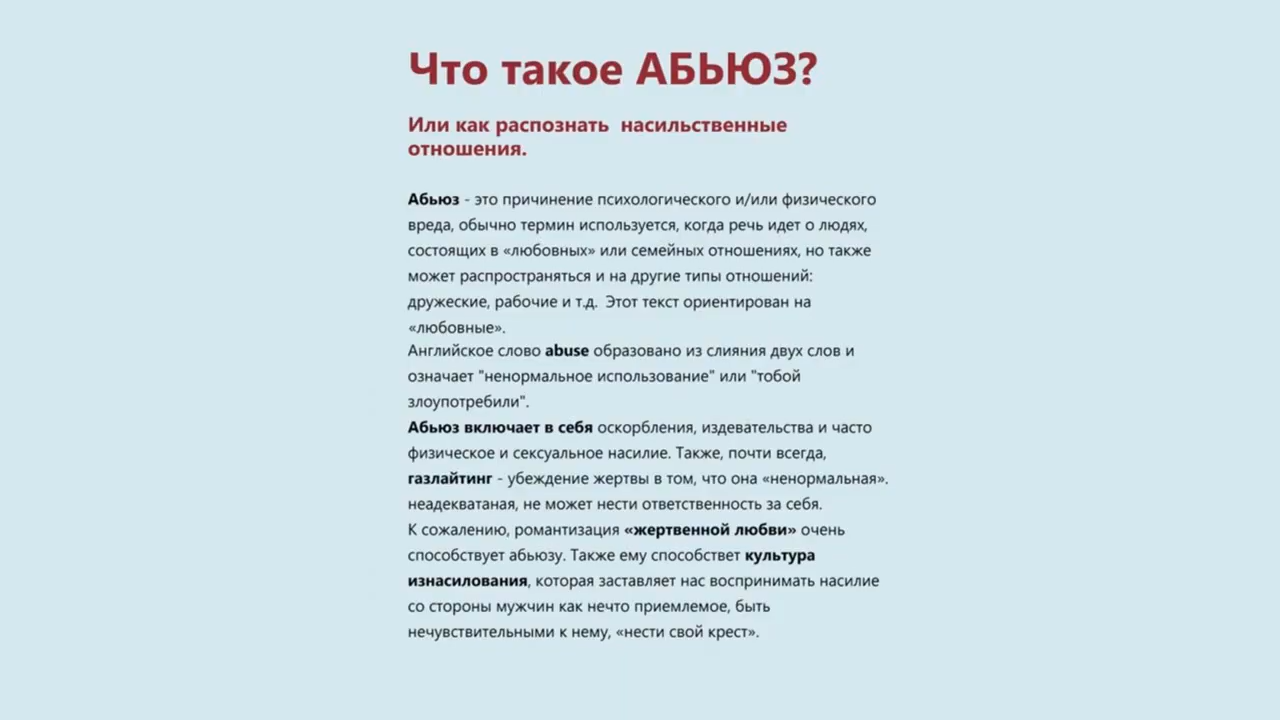 Что такое АБЬЮЗ?
Или как распознать  насильственные
отношения.
Абьюз - это причинение психологического и/или физического
вреда, обычно термин используется, когда речь идет о людях,
состоящих в «любовных» или семейных отношениях, но также
может распространяться и на другие типы отношений:
дружеские, рабочие и т.д.  Этот текст ориентирован на
«любовные».
Английское слово abuse образовано из слияния двух слов и
означает "ненормальное использование" или "тобой
злоупотребили".
Абьюз включает в себя оскорбления, издевательства и часто
физическое и сексуальное насилие. Также, почти всегда,
газлайтинг - убеждение жертвы в том, что она «ненормальная».
неадекватаная, не может нести ответственность за себя.
К сожалению, романтизация «жертвенной любви» очень
способствует абьюзу. Также ему способствет культура
изнасилования, которая заставляет нас воспринимать насилие
со стороны мужчин как нечто приемлемое, быть
нечувствительными к нему, «нести свой крест».